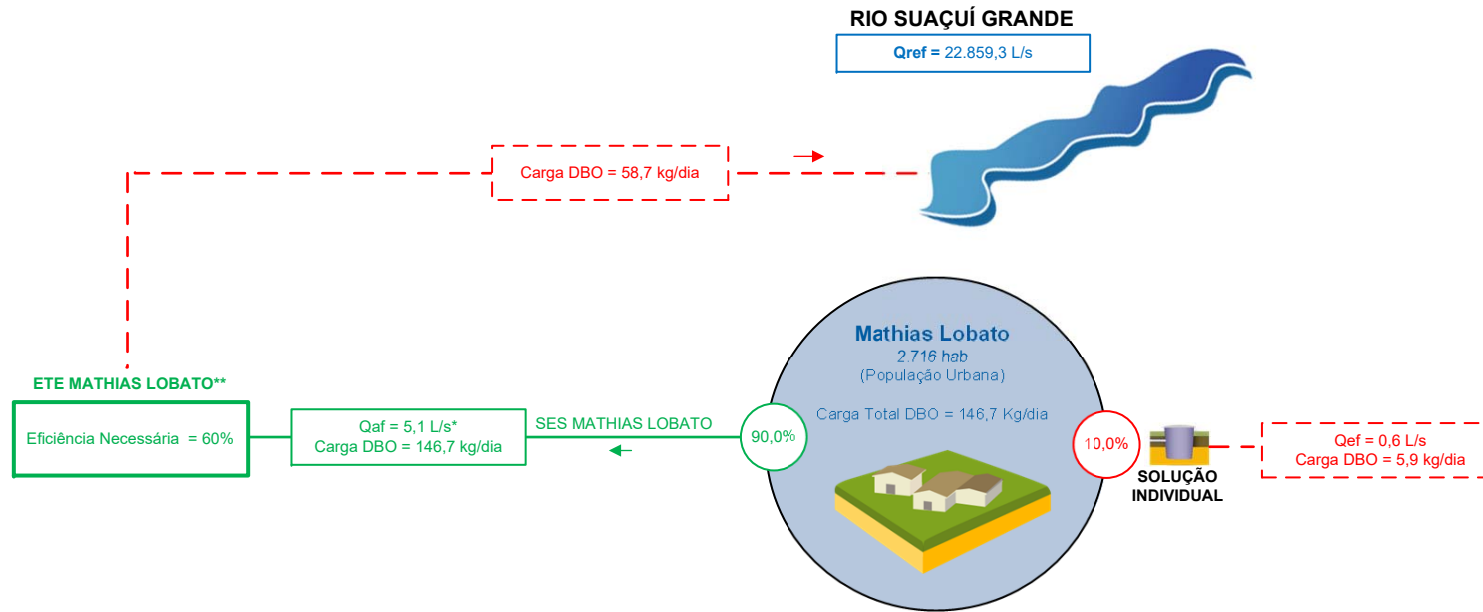 RIO SUAÇUÍ GRANDE
Qref = 22.859,3 L/s
Carga DBO = 58,7 kg/dia
Mathias Lobato
2.716 hab
(População Urbana)
Carga Total DBO = 146,7 Kg/dia
ETE MATHIAS LOBATO**
Eficiência Necessária = 60%
Qaf = 5,1 L/s*
Carga DBO = 146,7 kg/dia
SES MATHIAS LOBATO
90,0%
10,0%
SOLUÇÃO
INDIVIDUAL
Qef = 0,6 L/s
Carga DBO = 5,9 kg/dia